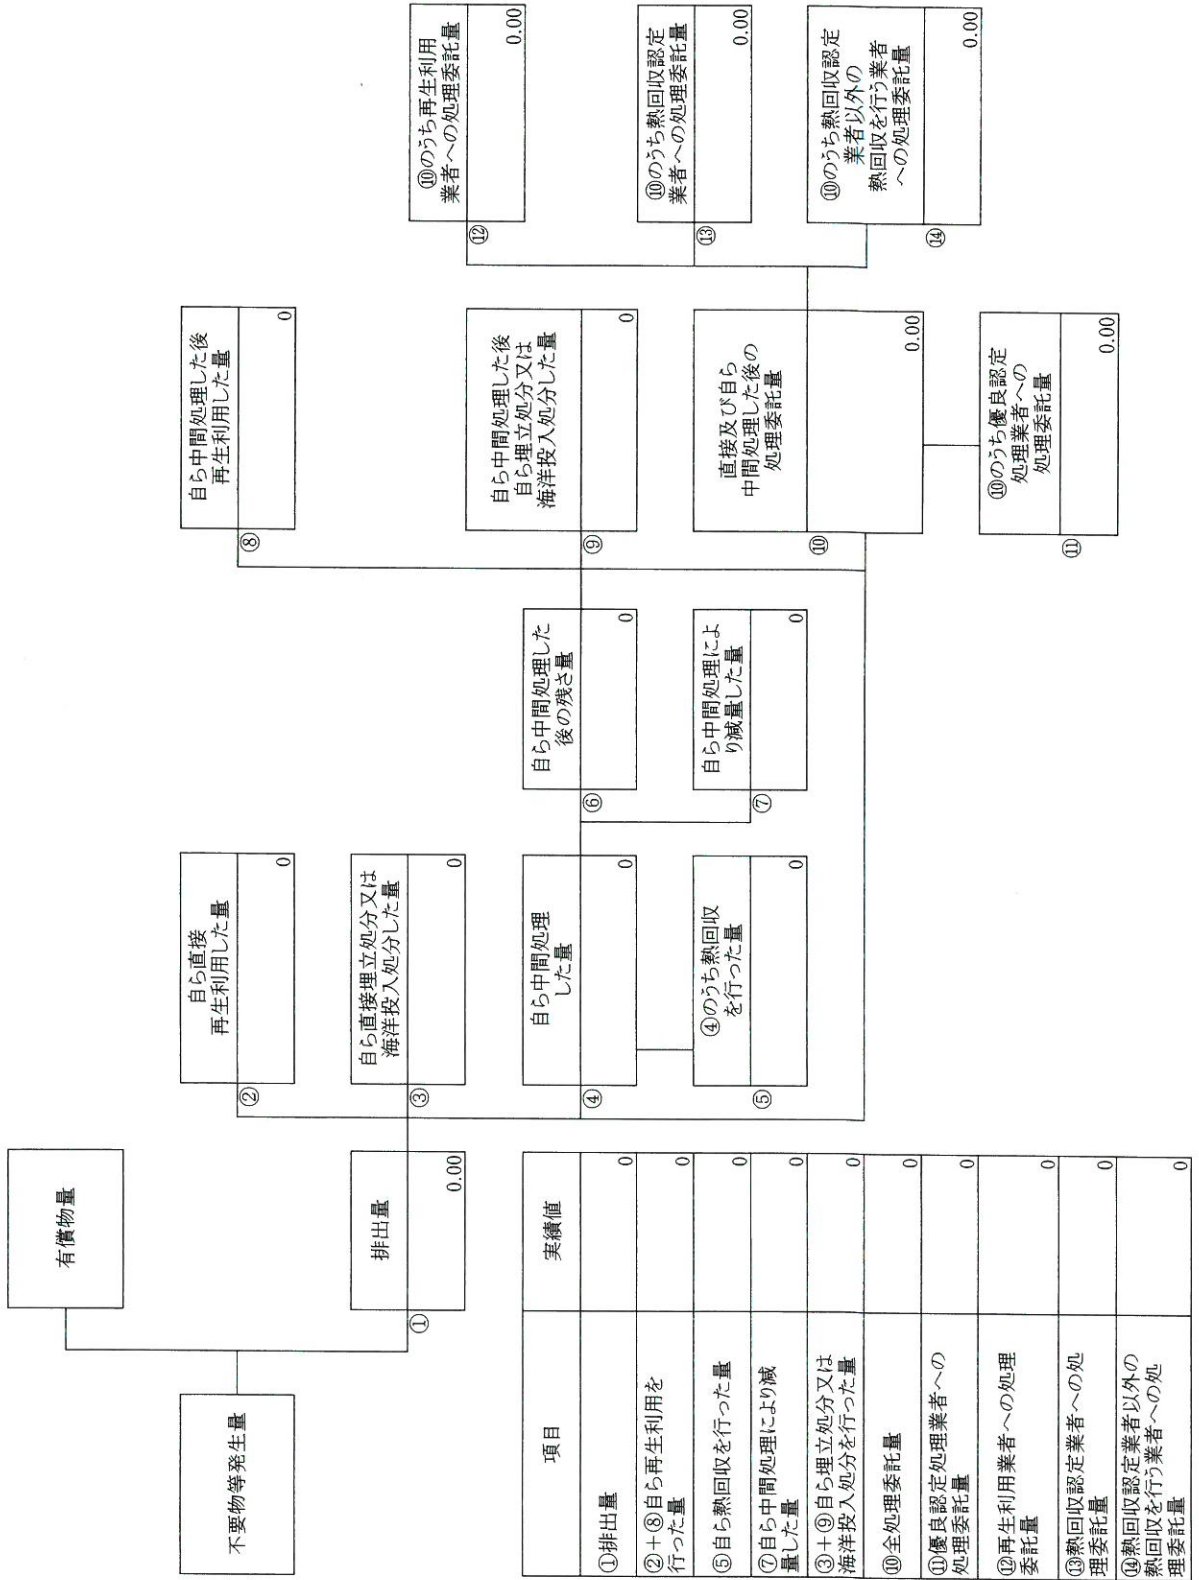 不要物等発生量
有償物量
①
排出量
0.00
②
自ら直接
再生利用した量
0
③
自ら直接埋立処分又は
海洋投入処分した量
0
④
自ら中間処理
した量
0
⑤
④のうち熱回収
を行った量
0
⑥
自ら中間処理した
後の残さ量
0
⑦
自ら中間処理によ
り減量した量
0
⑧
自ら中間処理した後
再生利用した量
0
⑨
自ら中間処理した後
自ら埋立処分又は
海洋投入処分した量
0
⑩
直接及び自ら
中間処理した後の
処理委託量
0.00
⑪
⑩のうち優良認定
処理業者への
処理委託量
0.00
⑫
⑩のうち再生利用
業者への処理委託量
0.00
⑬
⑩のうち熱回収認定
業者への処理委託量
0.00
⑭
⑩のうち熱回収認定
業者以外の
熱回収を行う業者
への処理委託量
0.00
項目
実績値
①排出量
0
②+⑧自ら再生利用を
行った量
0
⑤自ら熱回収を行った量
0
⑦自ら中間処理により減
量した量
0
③+⑨自ら埋立処分又は
海洋投入処分を行った量
0
⑩全処理委託量
0
⑪優良認定処理業者への
処理委託量
0
⑫再生利用業者への処理
委託量
0
⑬熱回収認定業者への処
理委託量
0
⑭熱回収認定業者以外の
熱回収を行う業者への処
理委託量
0